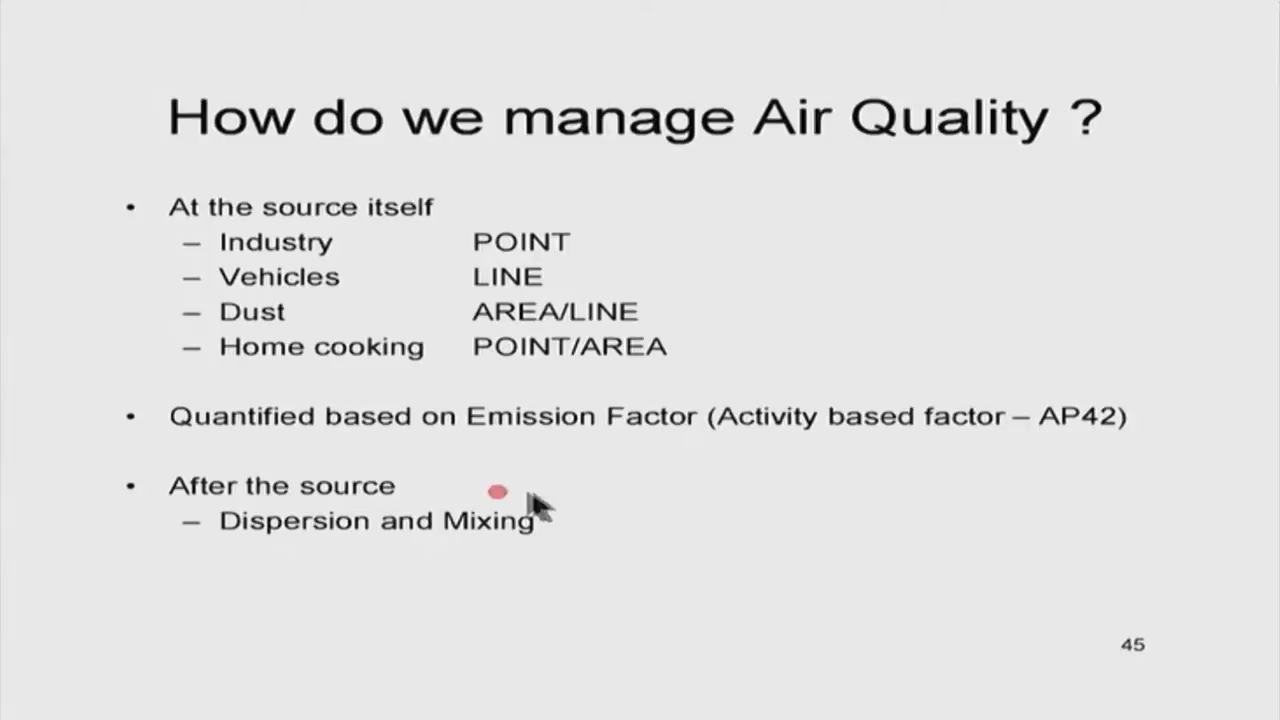 How do we manage Air Quality ?
• At the source itself
– Industry POINT
– Vehicles LINE
– Dust AREA/LINE
– Home cooking POINT/AREA
• Quantified based on Emission Factor (Activity based factor – AP42)
• After the source
– Dispersion and Mixing
45